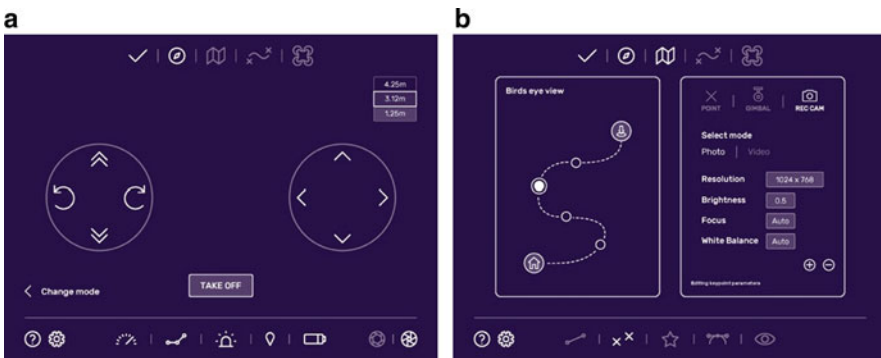 a
4.25m
3.12m
1.25m
Change mode
TAKE OFF
b
Birds eye view
POINT
GIMBAL
REC CAM
Select mode
Photo | Video
Resolution 1024 x 768
Brightness 0.5
Focus Auto
White Balance Auto
Editing keypoint parameters